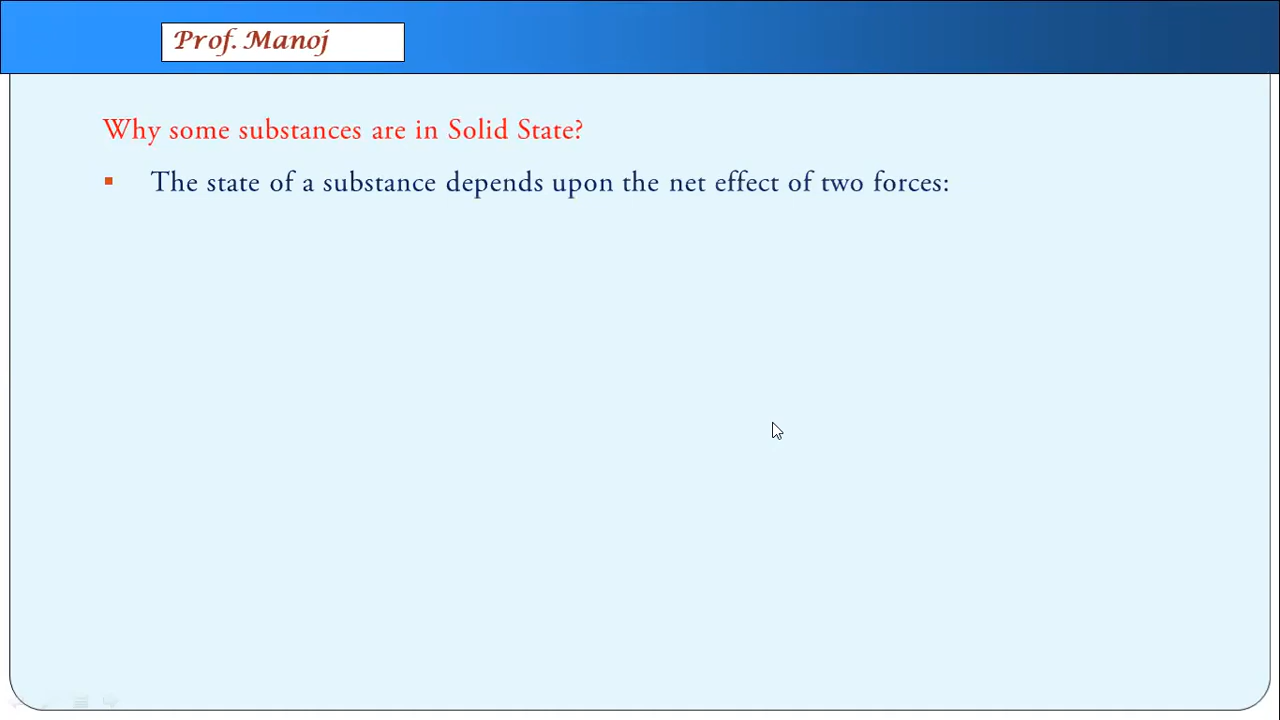 Prof. Manoj
Why some substances are in Solid State?
▪ The state of a substance depends upon the net effect of two forces: